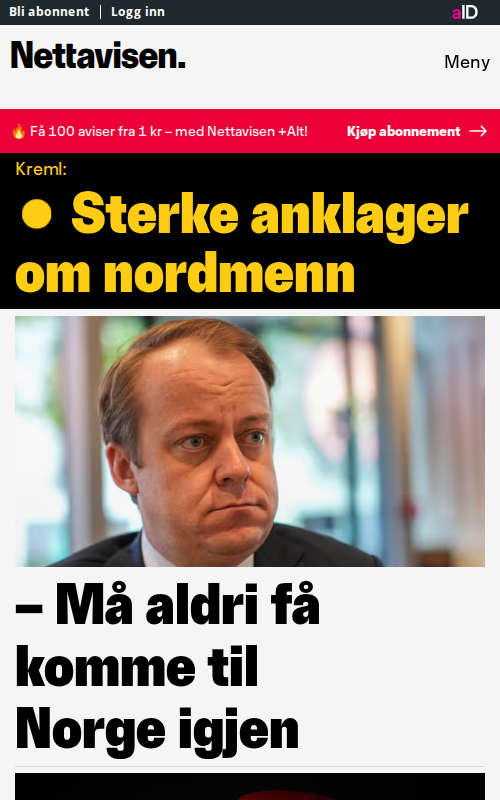 Bli abonnent | Logg inn
aID
Nettavisen.
Meny
🔥 Få 100 aviser fra 1 kr – med Nettavisen +Alt!
Kjøp abonnement →
Kreml:
● Sterke anklager
om nordmenn
– Må aldri få
komme til
Norge igjen